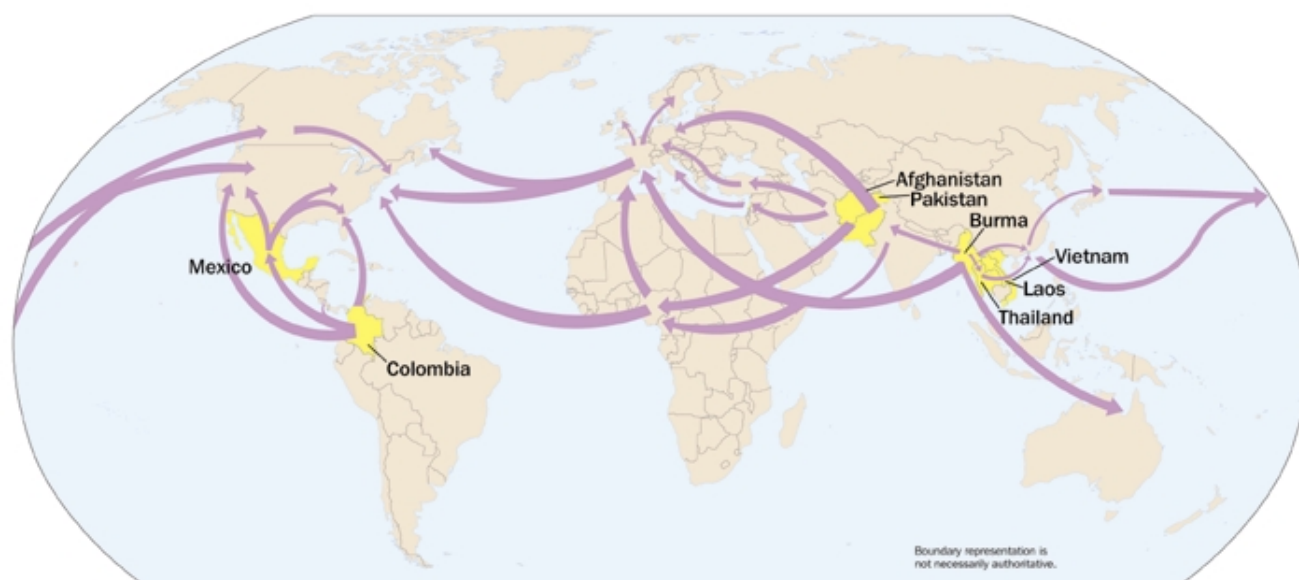 Afghanistan
Pakistan
Burma
Vietnam
Mexico
Laos
Thailand
Colombia
Boundary representation is
not necessarily authoritative.